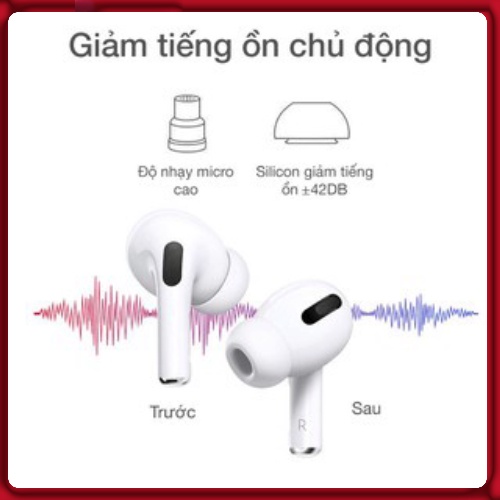 Giảm tiếng ồn chủ động
Độ nhạy micro
cao
Silicon giảm tiếng
ồn ±42DB
Trước
Sau
R